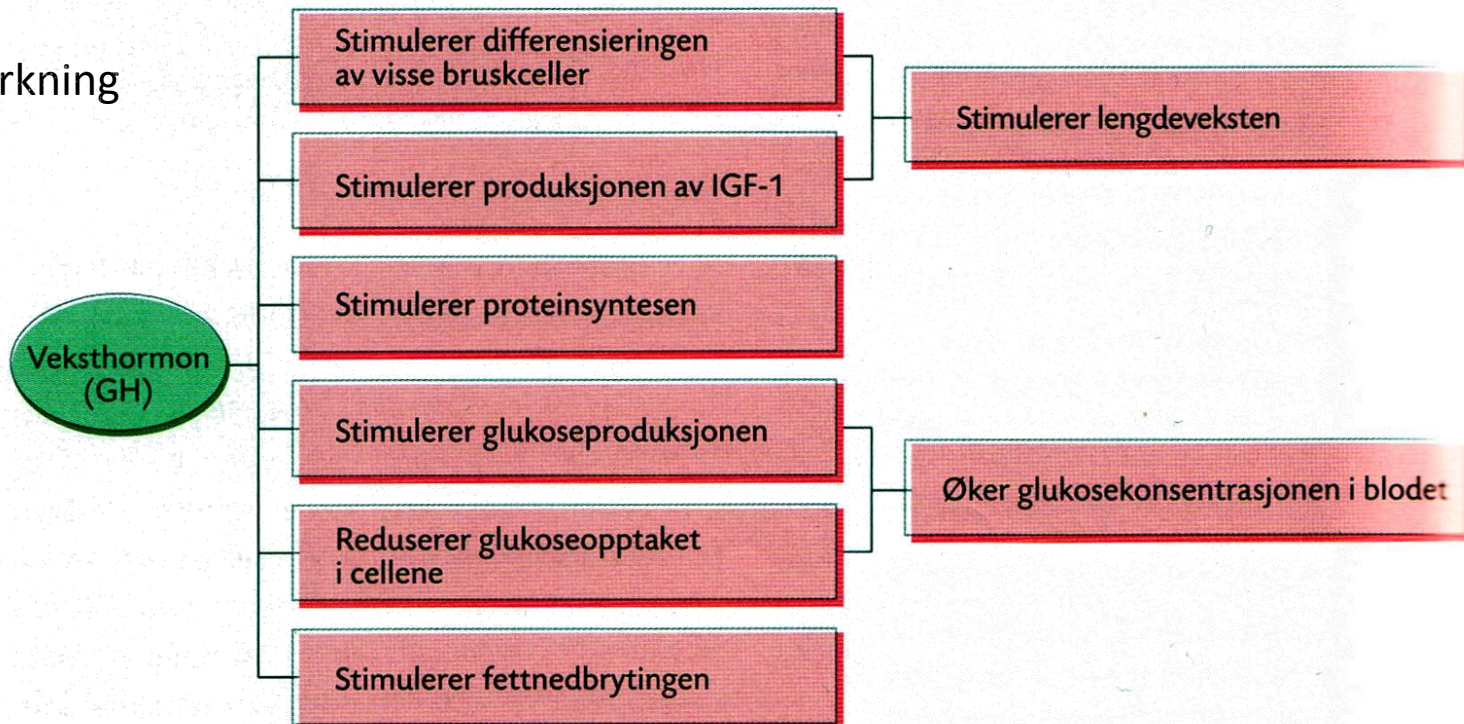 rkning
Stimulerer differensieringen
av visse bruskceller
Stimulerer produksjonen av IGF-1
Stimulerer lengdeveksten
Stimulerer proteinsyntesen
Veksthormon
(GH)
Stimulerer glukoseproduksjonen
Reduserer glukoseopptaket
i cellene
Øker glukosekonsentrasjonen i blodet
Stimulerer fettnedbrytingen